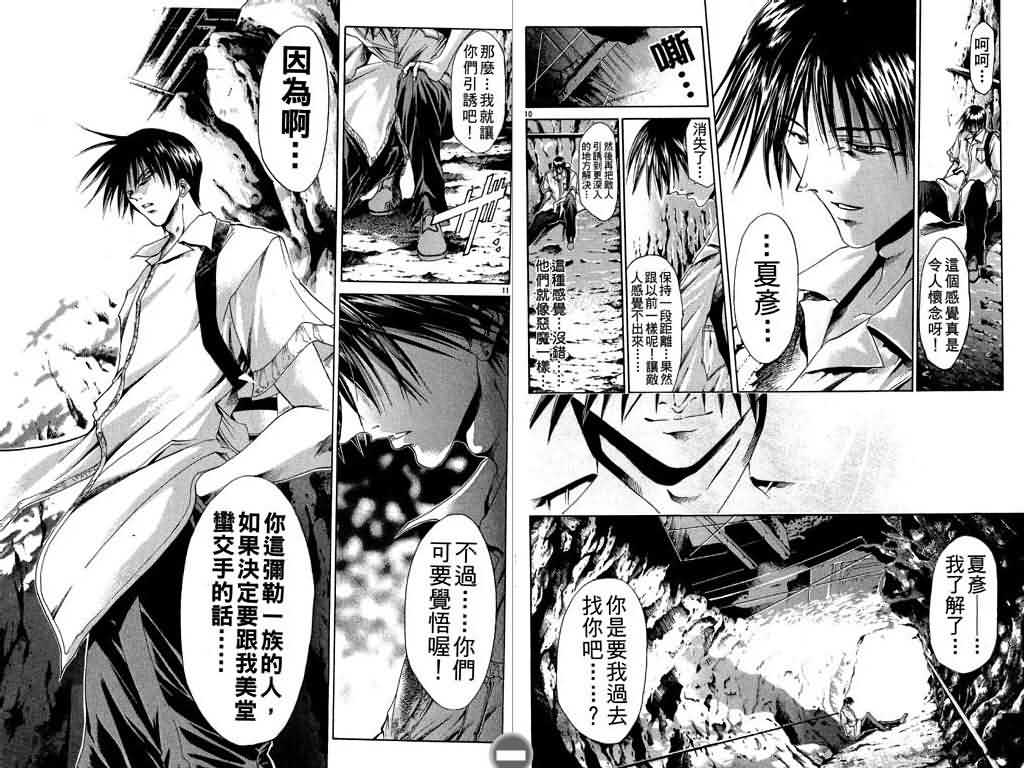 呵呵…
這個感覺真是
令人懷念呀！
…夏彥…
嘶…
消失了…
保持一段距離…果然
跟以前一樣呢！讓敵
人感覺不出來……
然後再把敵人
引誘到更深入
的地方解決…
這種感覺…沒錯…
他們就像惡魔一樣…
10
夏彥——
我了解了…
你是要我過去
找你吧……？
那麼…我就讓
你們引誘吧！
11
不過……你們
可要覺悟喔！
因為啊…
你這彌勒一族的人，
如果決定要跟我美堂
蠻交手的話……